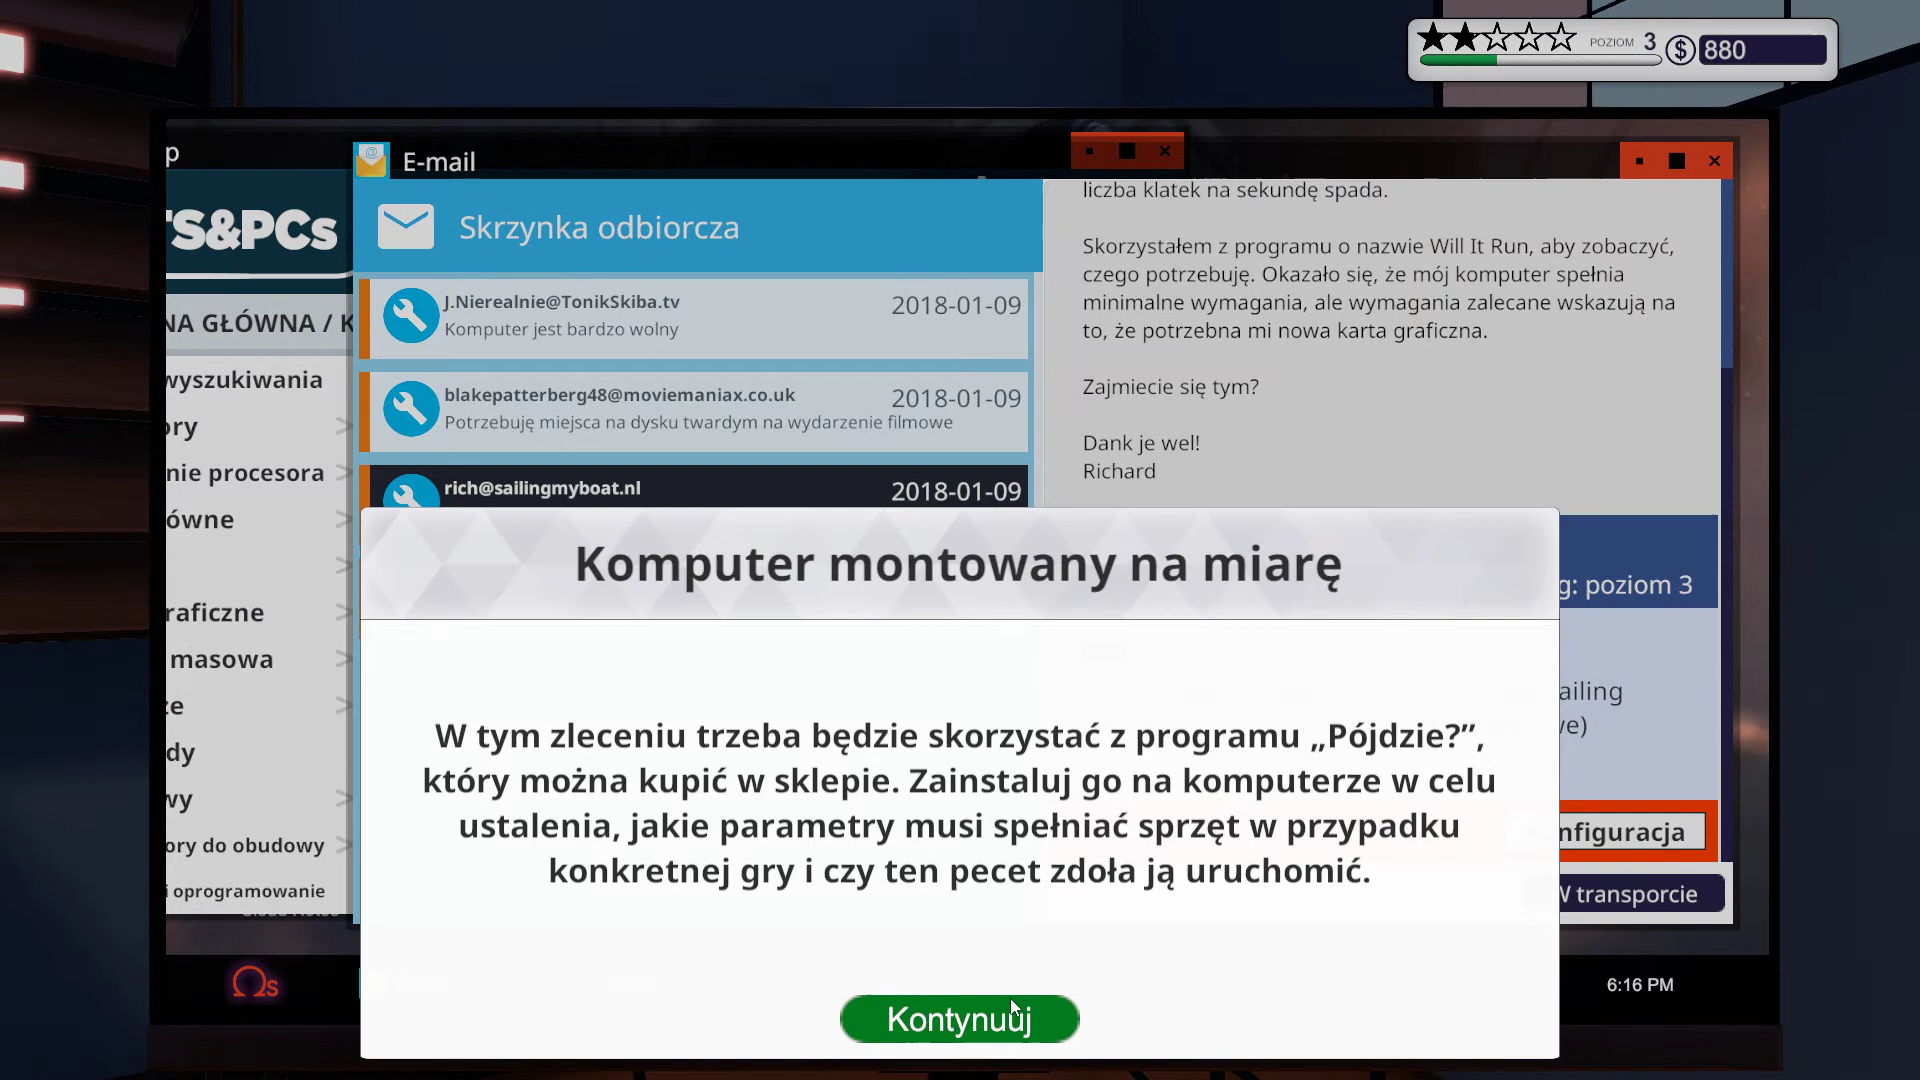 POZIOM 3
880
p
E-mail
TS&PCs
Skrzynka odbiorcza
NA GŁÓWNA / K
wyszukiwania
ory
nie procesora
ówne
raficzne
masowa
ze
dy
wy
ory do obudowy
i oprogramowanie
J.Nierealnie@TonikSkiba.tv
2018-01-09
Komputer jest bardzo wolny
blakepatterberg48@moviemaniax.co.uk
2018-01-09
Potrzebuję miejsca na dysku twardym na wydarzenie filmowe
rich@sailingmyboat.nl
2018-01-09
liczba klatek na sekundę spada.
Skorzystałem z programu o nazwie Will It Run, aby zobaczyć,
czego potrzebuję. Okazało się, że mój komputer spełnia
minimalne wymagania, ale wymagania zalecane wskazują na
to, że potrzebna mi nowa karta graficzna.
Zajmiecie się tym?
Dank je wel!
Richard
g: poziom 3
ailing
we)
nfiguracja
W transporcie
Komputer montowany na miarę
W tym zleceniu trzeba będzie skorzystać z programu „Pójdzie?”,
który można kupić w sklepie. Zainstaluj go na komputerze w celu
ustalenia, jakie parametry musi spełniać sprzęt w przypadku
konkretnej gry i czy ten pecet zdoła ją uruchomić.
Kontynuuj
Ωs
6:16 PM